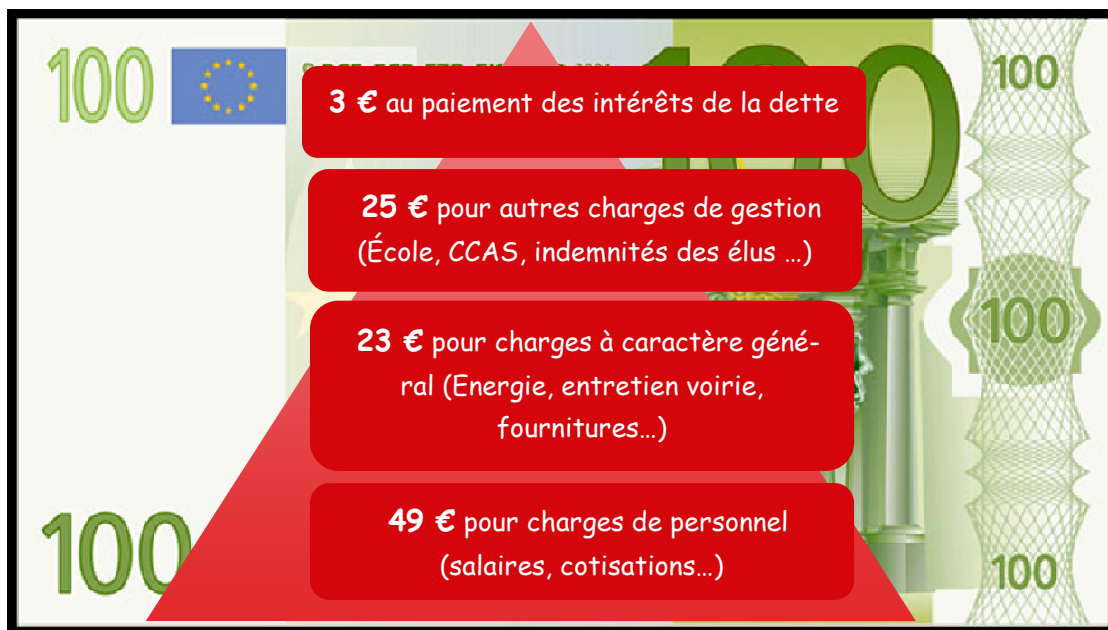 100
100
3 € au paiement des intérêts de la dette
25 € pour autres charges de gestion
(École, CCAS, indemnités des élus …)
100
23 € pour charges à caractère géné-
ral (Energie, entretien voirie,
fournitures…)
49 € pour charges de personnel
(salaires, cotisations…)
100
100
100